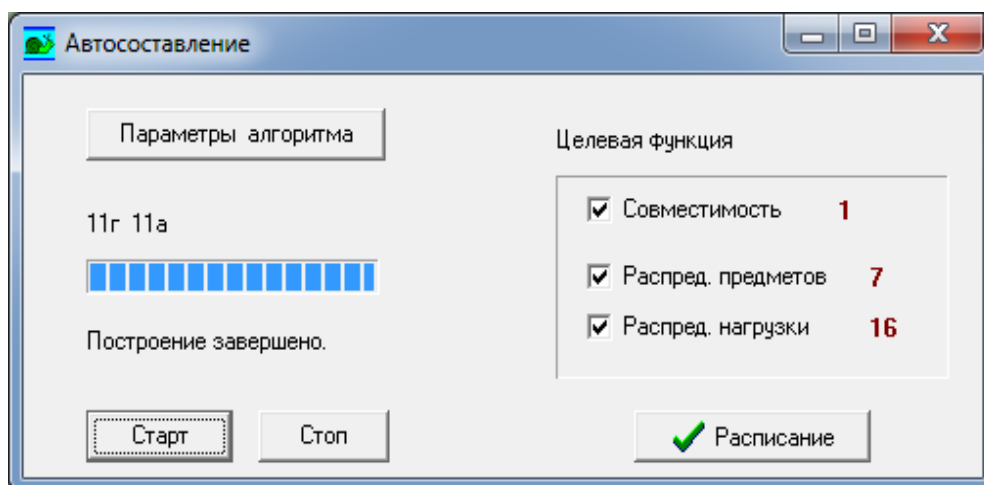 Автосоставление
Параметры алгоритма
Целевая функция
11г 11а
Совместимость 1
Распред. предметов 7
Распред. нагрузки 16
Построение завершено.
Старт
Стоп
Расписание